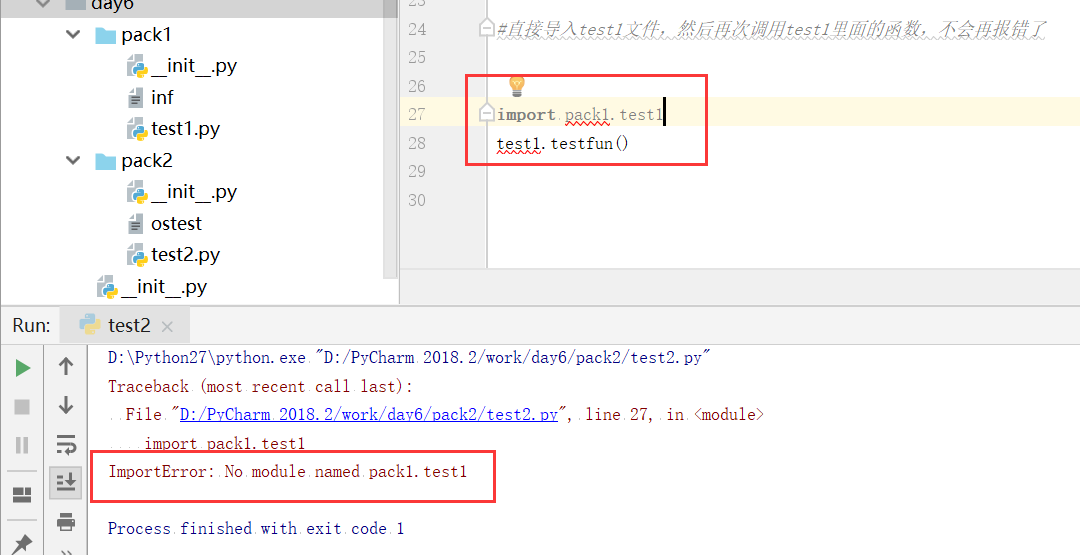 day6
pack1
__init__.py
inf
test1.py
pack2
__init__.py
ostest
test2.py
__init__.py
23
24 #直接导入test1文件，然后再次调用test1里面的函数，不会再报错了
25
26
27 import pack1.test1
28 test1.testfun()
29
30
Run: test2
D:\Python27\python.exe "D:/PyCharm 2018.2/work/day6/pack2/test2.py"
Traceback (most recent call last):
File "D:/PyCharm 2018.2/work/day6/pack2/test2.py", line 27, in <module>
import pack1.test1
ImportError: No module named pack1.test1
Process finished with exit code 1